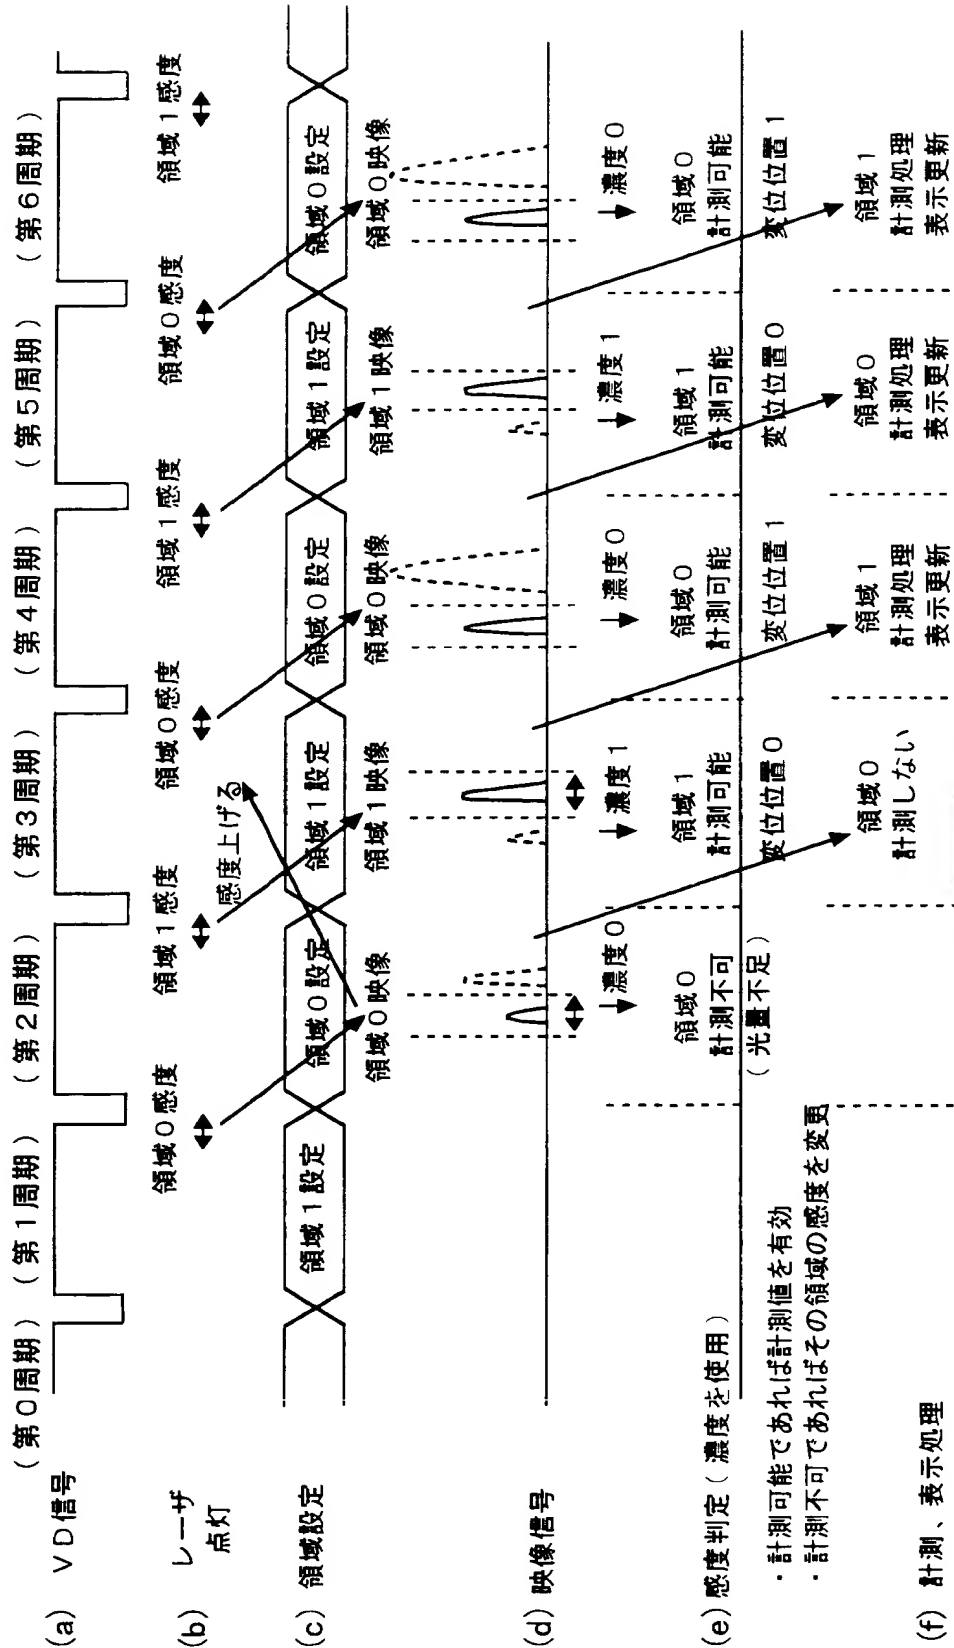 (第0周期)
(第1周期)
(第2周期)
(第3周期)
(第4周期)
(第5周期)
(第6周期)
(a) VD信号
(b) レーザ
点灯
領域0感度
領域1感度
領域0感度
領域1感度
領域0感度
領域1感度
感度上げる
(c) 領域設定
領域1設定
領域0設定
領域1設定
領域0設定
領域1設定
領域0設定
領域0映像
領域1映像
領域0映像
領域1映像
領域0映像
(d) 映像信号
濃度0
濃度1
濃度0
濃度1
濃度0
(e) 感度判定(濃度を使用)
・計測可能であれば計測値を有効
・計測不可であればその領域の感度を変更
領域0
計測不可
(光量不足)
領域1
計測可能
変位位置0
領域0
計測可能
変位位置1
領域1
計測可能
変位位置0
領域0
計測可能
変位位置1
(f) 計測、表示処理
領域0
計測しない
領域1
計測処理
表示更新
領域0
計測処理
表示更新
領域1
計測処理
表示更新